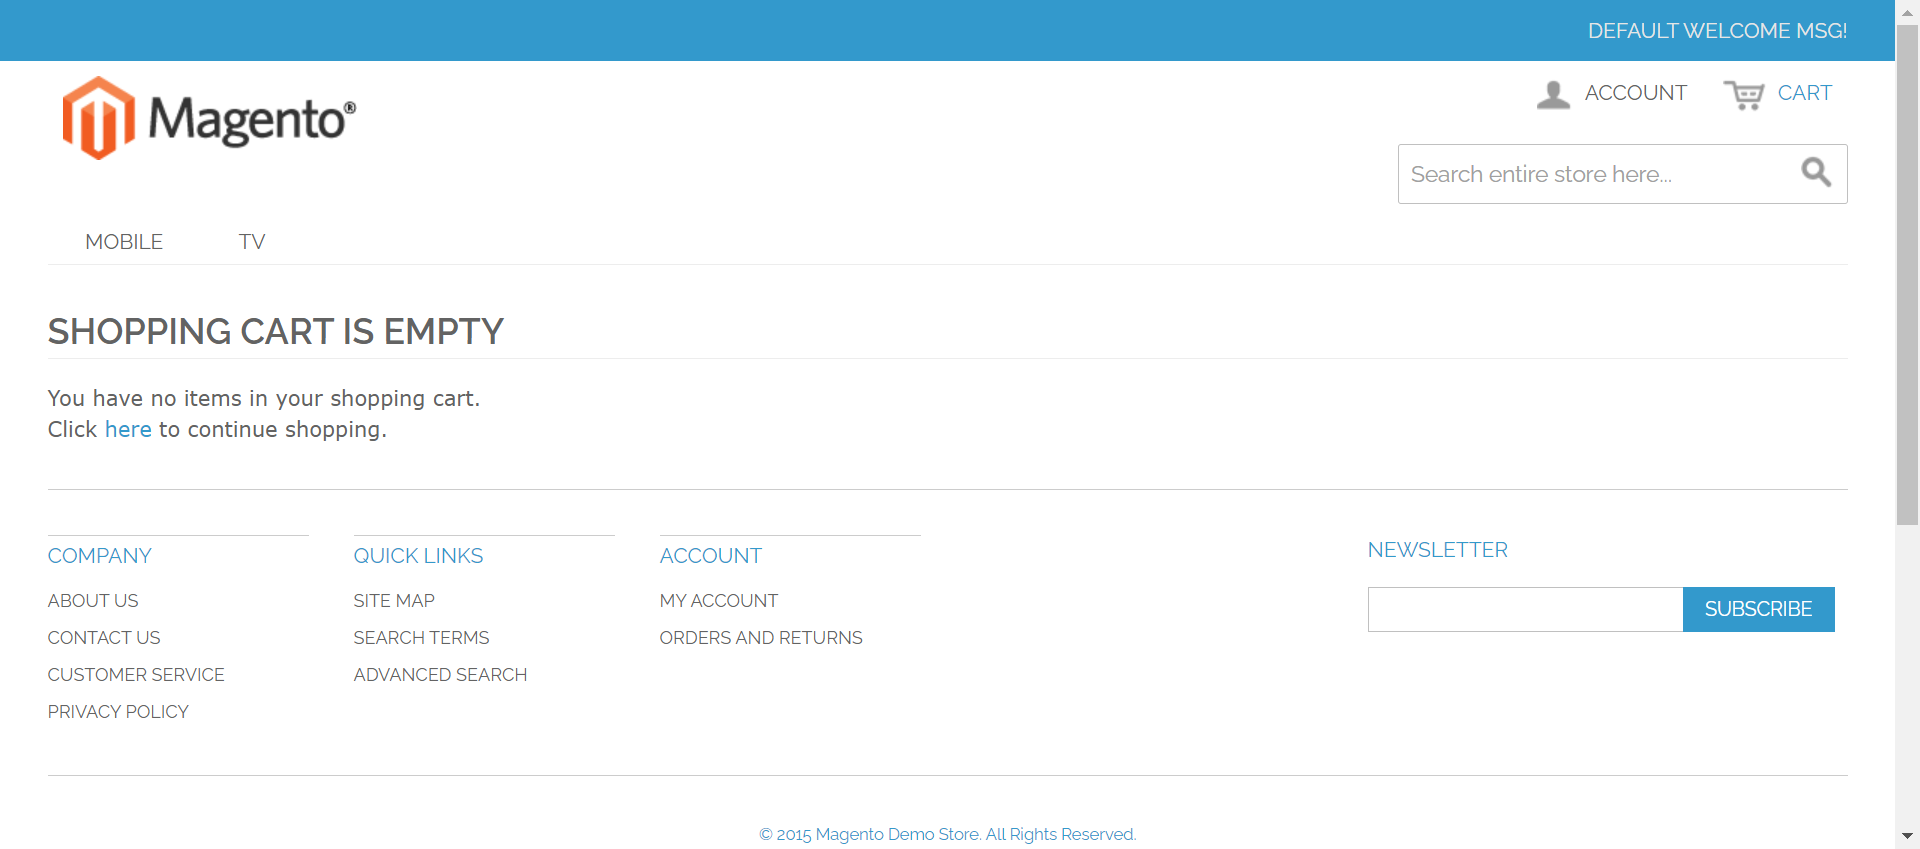 DEFAULT WELCOME MSG!
Magento®
ACCOUNT
CART
Search entire store here...
MOBILE
TV
SHOPPING CART IS EMPTY
You have no items in your shopping cart.
Click here to continue shopping.
COMPANY
ABOUT US
CONTACT US
CUSTOMER SERVICE
PRIVACY POLICY
QUICK LINKS
SITE MAP
SEARCH TERMS
ADVANCED SEARCH
ACCOUNT
MY ACCOUNT
ORDERS AND RETURNS
NEWSLETTER
SUBSCRIBE
© 2015 Magento Demo Store. All Rights Reserved.